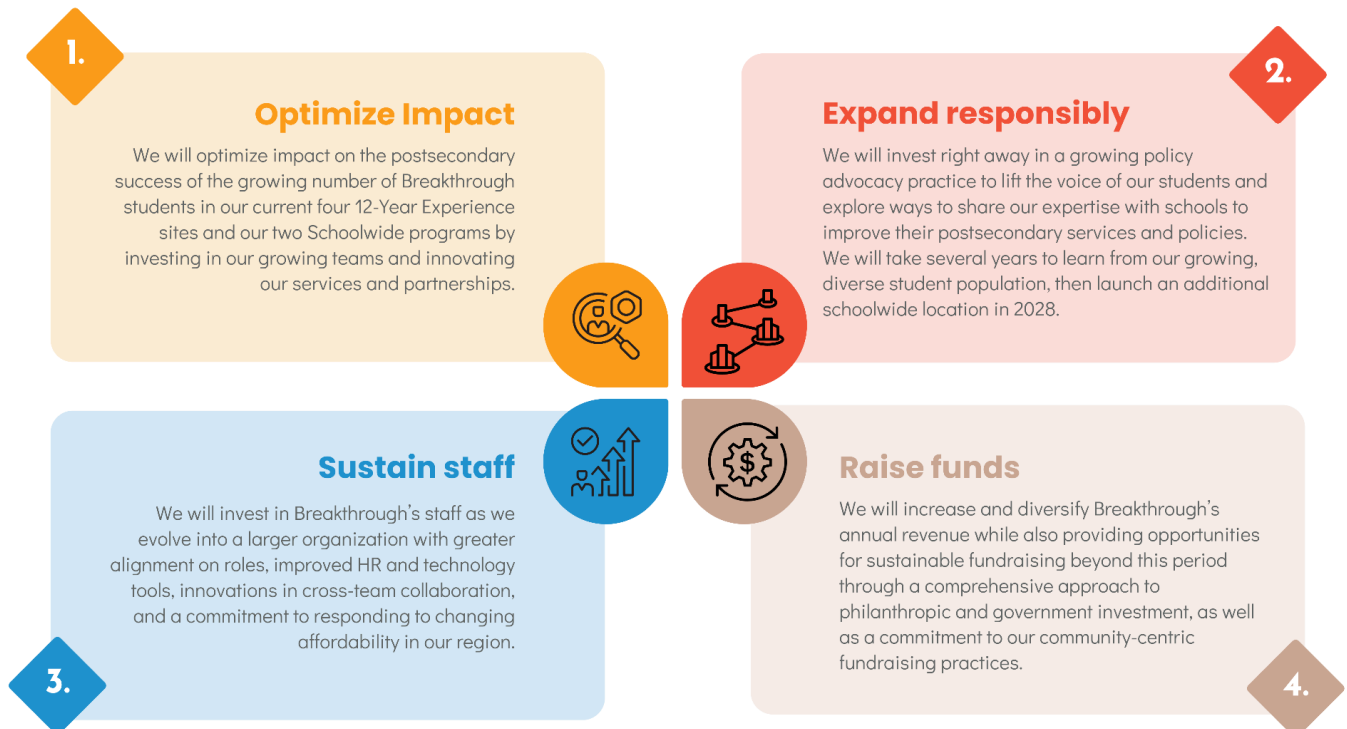 1.
Optimize Impact
We will optimize impact on the postsecondary
success of the growing number of Breakthrough
students in our current four 12-Year Experience
sites and our two Schoolwide programs by
investing in our growing teams and innovating
our services and partnerships.
2.
Expand responsibly
We will invest right away in a growing policy
advocacy practice to lift the voice of our students and
explore ways to share our expertise with schools to
improve their postsecondary services and policies.
We will take several years to learn from our growing,
diverse student population, then launch an additional
schoolwide location in 2028.
3.
Sustain staff
We will invest in Breakthrough's staff as we
evolve into a larger organization with greater
alignment on roles, improved HR and technology
tools, innovations in cross-team collaboration,
and a commitment to responding to changing
affordability in our region.
4.
Raise funds
We will increase and diversify Breakthrough's
annual revenue while also providing opportunities
for sustainable fundraising beyond this period
through a comprehensive approach to
philanthropic and government investment, as well
as a commitment to our community-centric
fundraising practices.
$